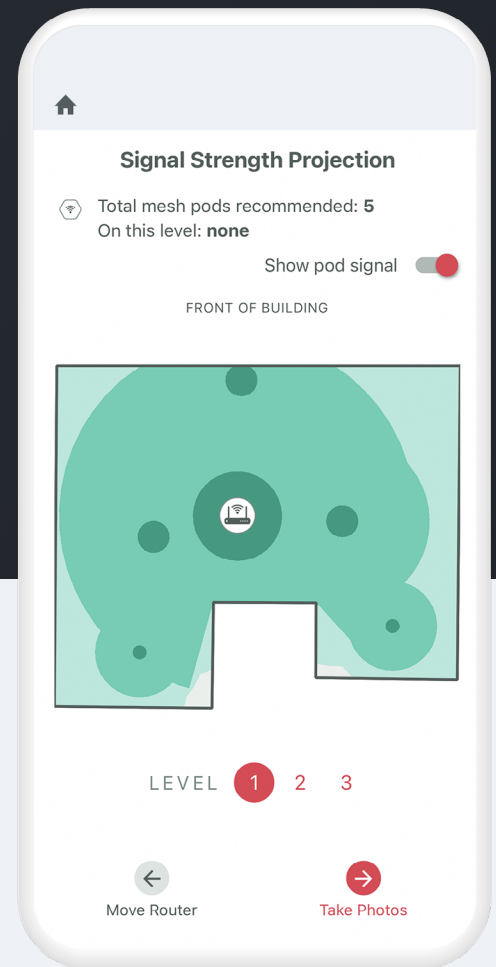 Signal Strength Projection
Total mesh pods recommended: 5
On this level: none
Show pod signal
FRONT OF BUILDING
LEVEL 1 2 3
Move Router
Take Photos